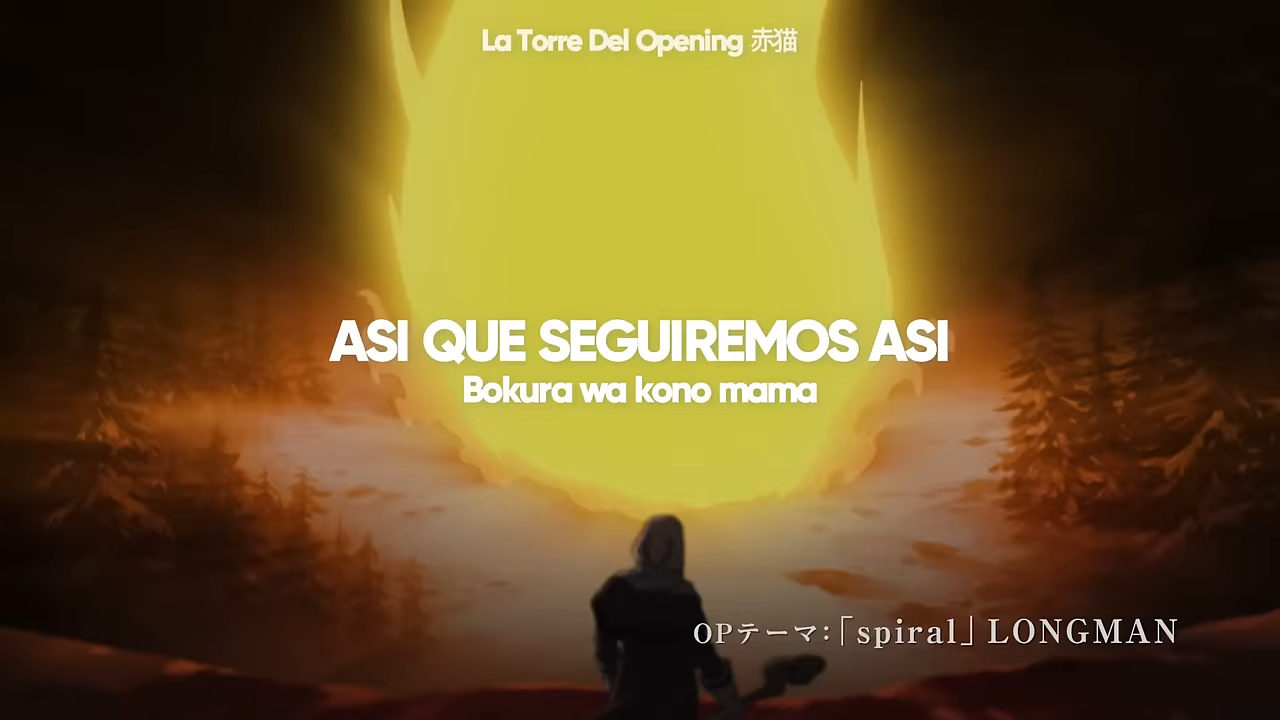 La Torre Del Opening 赤猫
ASI QUE SEGUIREMOS ASI
Bokura wa kono mama
OPテーマ:「spiral」 LONGMAN